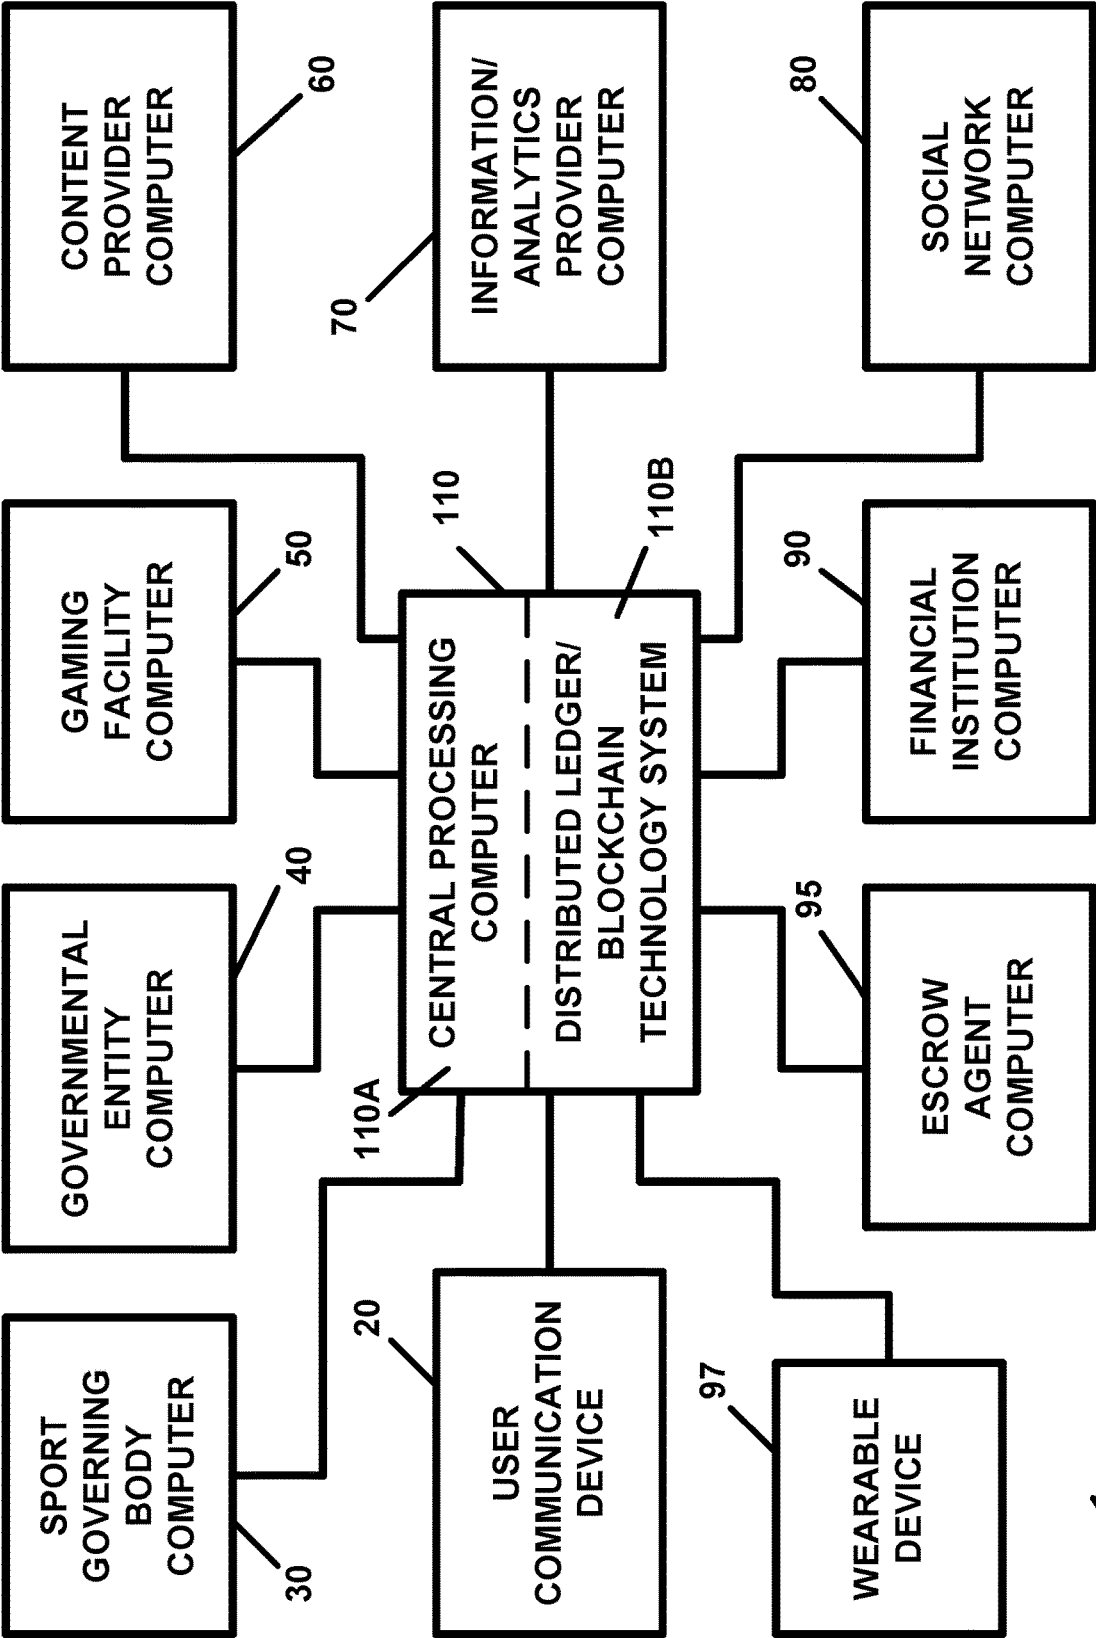 SPORT
GOVERNING
BODY
COMPUTER
30
GOVERNMENTAL
ENTITY
COMPUTER
40
GAMING
FACILITY
COMPUTER
50
CONTENT
PROVIDER
COMPUTER
60
20
USER
COMMUNICATION
DEVICE
110A
CENTRAL PROCESSING
COMPUTER
110
DISTRIBUTED LEDGER/
BLOCKCHAIN
TECHNOLOGY SYSTEM
110B
70
INFORMATION/
ANALYTICS
PROVIDER
COMPUTER
97
WEARABLE
DEVICE
95
ESCROW
AGENT
COMPUTER
90
FINANCIAL
INSTITUTION
COMPUTER
80
SOCIAL
NETWORK
COMPUTER